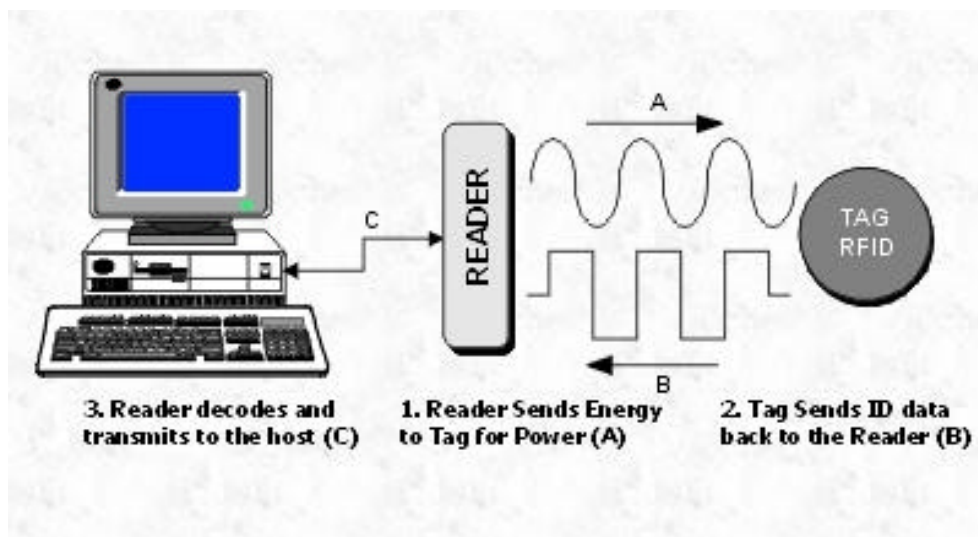 A
C
READER
TAG
RFID
B
3. Reader decodes and
transmits to the host (C)
1. Reader Sends Energy
to Tag for Power (A)
2. Tag Sends ID data
back to the Reader (B)